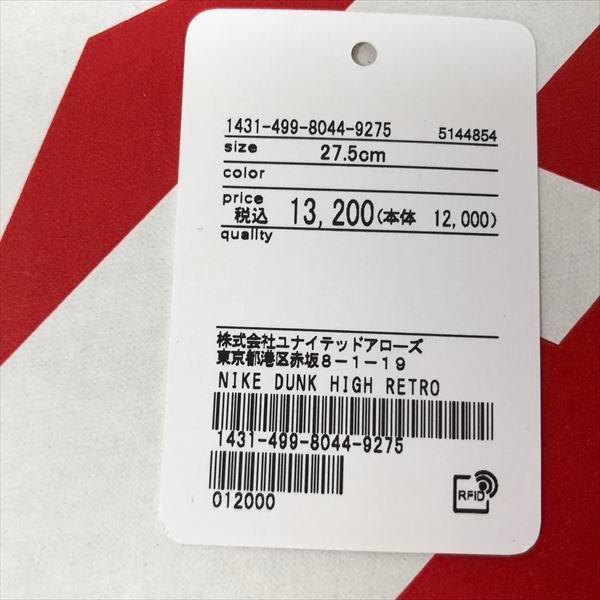 1431-499-8044-9275 5144854
size 27.5cm
color
price
税込 13,200(本体 12,000)
quality
株式会社ユナイテッドアローズ
東京都港区赤坂8-1-19
NIKE DUNK HIGH RETRO
1431-499-8044-9275
012000
RFID